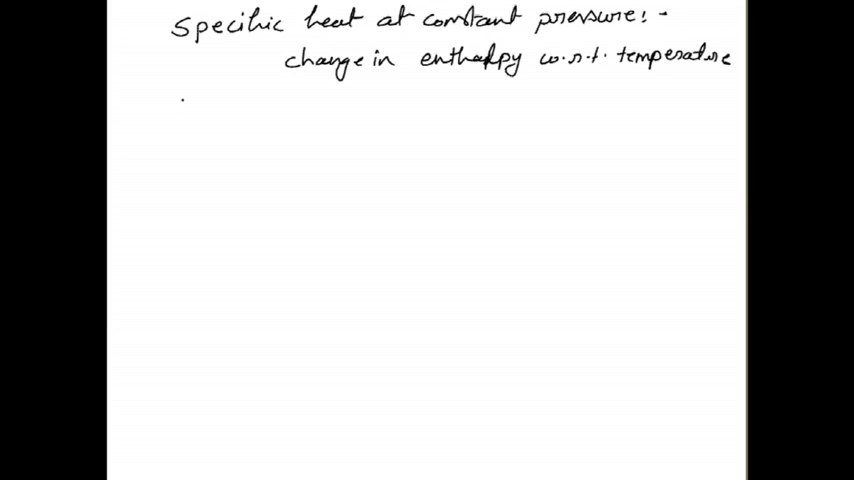 Specific heat at constant pressure:-
change in enthalpy w.r.t. temperature